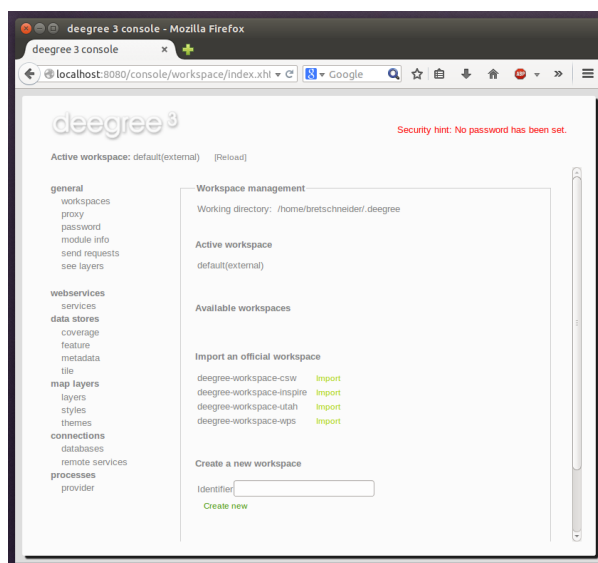 deegree 3 console - Mozilla Firefox
deegree 3 console
localhost:8080/console/workspace/index.xhl
Google
deegree 3
Security hint: No password has been set.
Active workspace: default(external) [Reload]
general
workspaces
proxy
password
module info
send requests
see layers
webservices
services
data stores
coverage
feature
metadata
tile
map layers
layers
styles
themes
connections
databases
remote services
processes
provider
Workspace management
Working directory: /home/bretschneider/.deegree
Active workspace
default(external)
Available workspaces
Import an official workspace
deegree-workspace-csw Import
deegree-workspace-inspire Import
deegree-workspace-utah Import
deegree-workspace-wps Import
Create a new workspace
Identifier
Create new